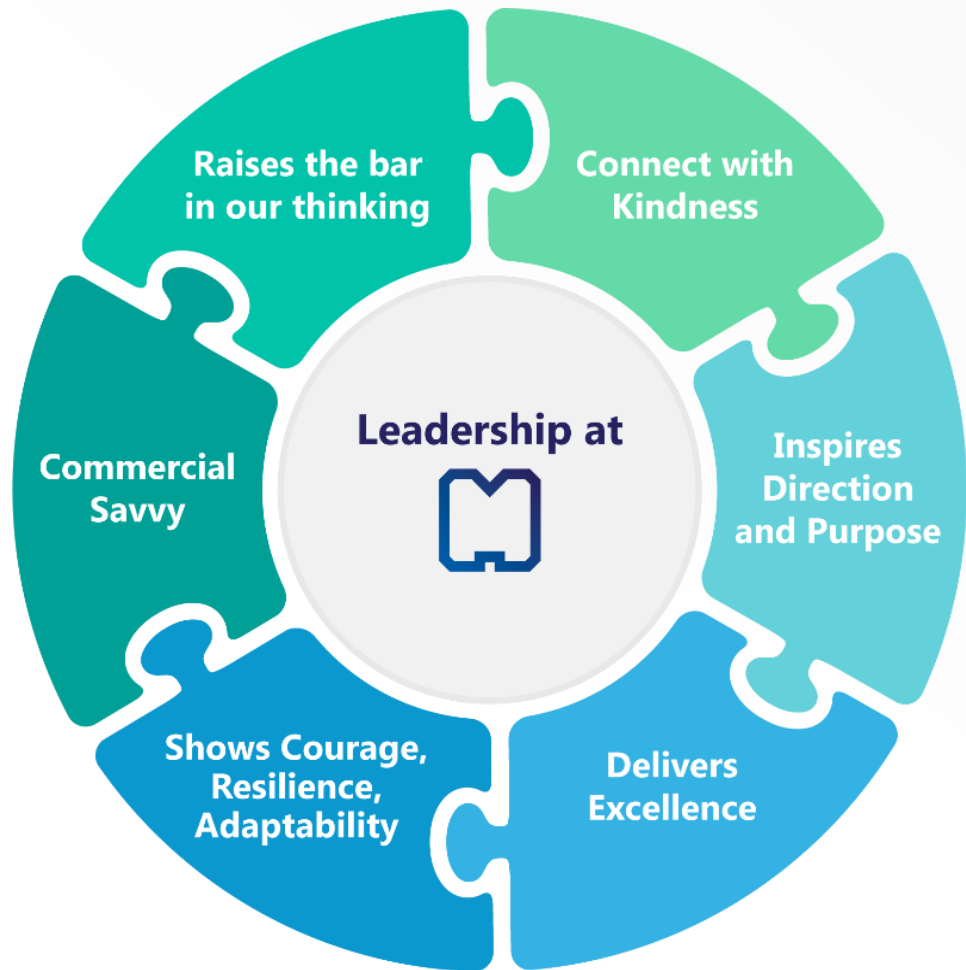 Raises the bar
in our thinking
Connect with
Kindness
Inspires
Direction
and Purpose
Delivers
Excellence
Shows Courage,
Resilience,
Adaptability
Commercial
Savvy
Leadership at